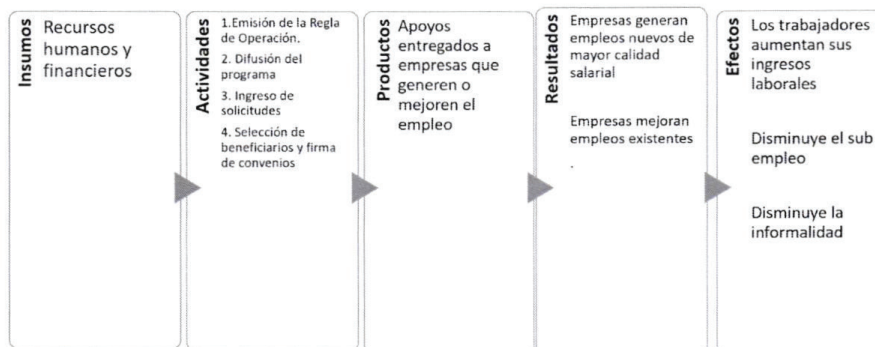 Insumos
Recursos
humanos y
financieros
Actividades
1.Emisión de la Regla
de Operación.
2. Difusión del
programa
3. Ingreso de
solicitudes
4. Selección de
beneficiarios y firma
de convenios
Productos
Apoyos
entregados a
empresas que
generen o
mejoren el
empleo
Resultados
Empresas generan
empleos nuevos de
mayor calidad
salarial
Empresas mejoran
empleos existentes
.
Efectos
Los trabajadores
aumentan sus
ingresos
laborales
Disminuye el sub
empleo
Disminuye la
informalidad